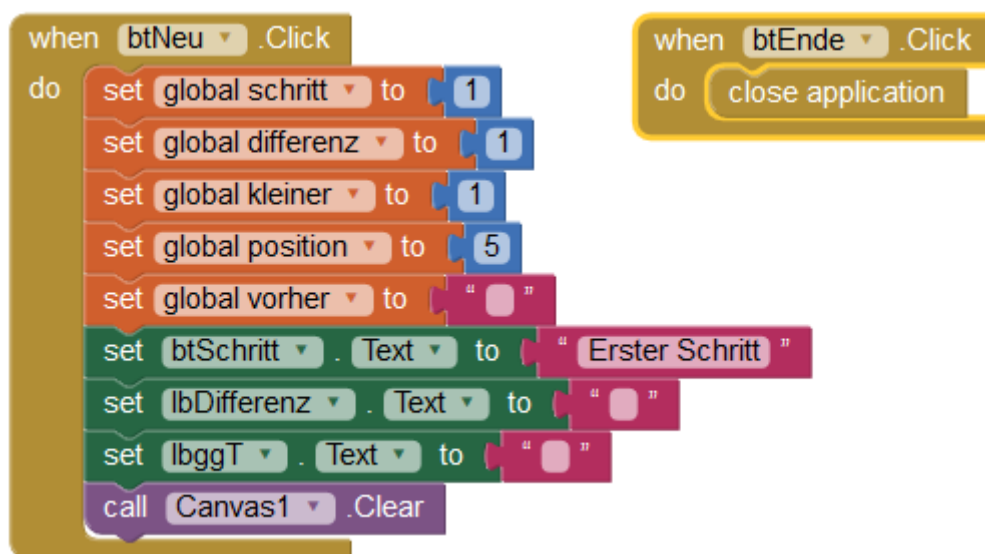 when btNeu .Click
do set global schritt to 1
set global differenz to 1
set global kleiner to 1
set global position to 5
set global vorher to “ ”
set btSchritt . Text to “ Erster Schritt ”
set lbDifferenz . Text to “ ”
set lbggT . Text to “ ”
call Canvas1 .Clear
when btEnde .Click
do close application